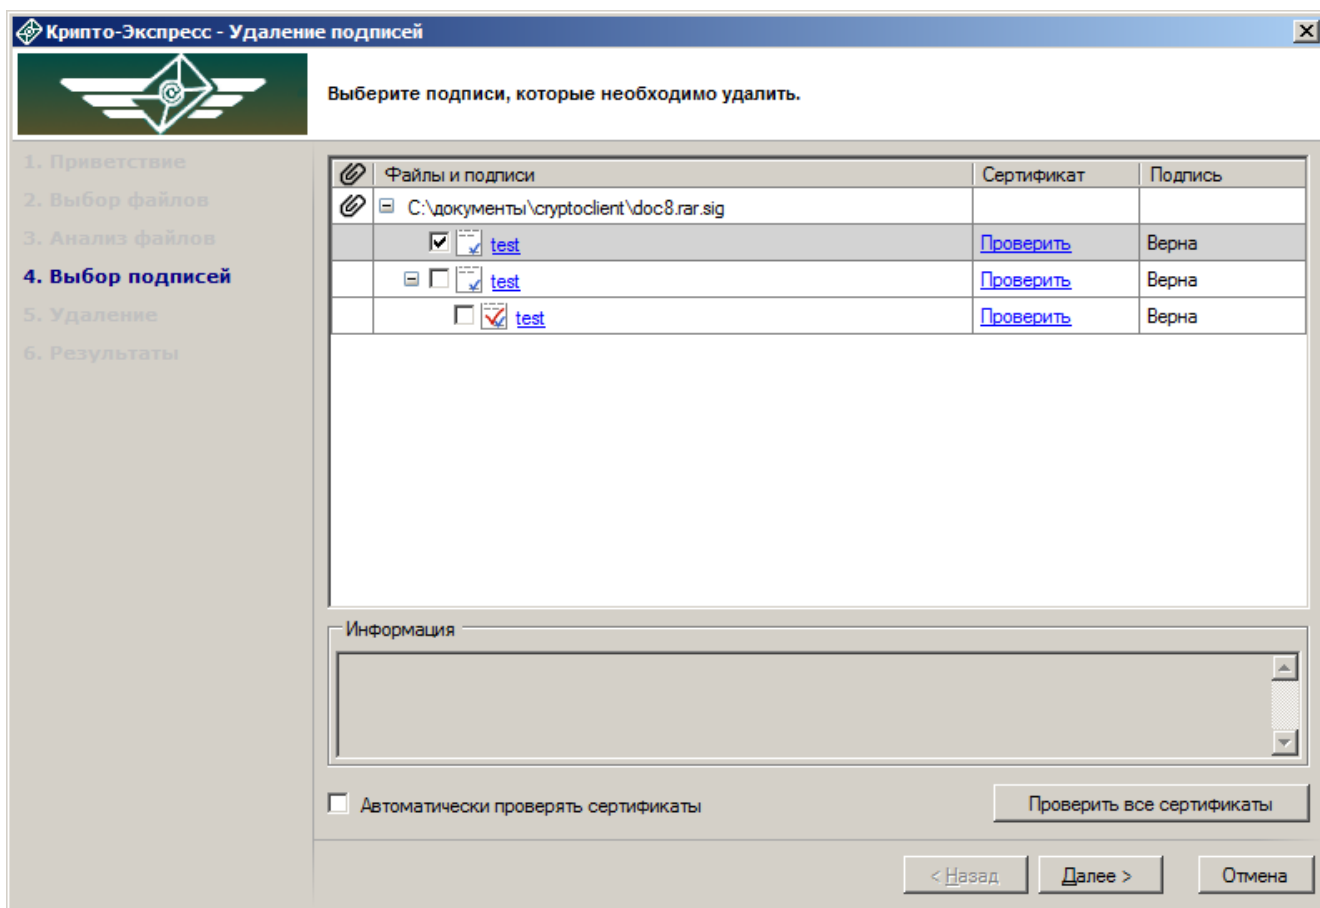 Крипто-Экспресс - Удаление подписей
Выберите подписи, которые необходимо удалить.
1. Приветствие
2. Выбор файлов
3. Анализ файлов
4. Выбор подписей
5. Удаление
6. Результаты
Файлы и подписи Сертификат Подпись
C:\документы\cryptoclient\doc8.rar.sig
test Проверить Верна
test Проверить Верна
test Проверить Верна
Информация
Автоматически проверять сертификаты Проверить все сертификаты
< Назад Далее > Отмена